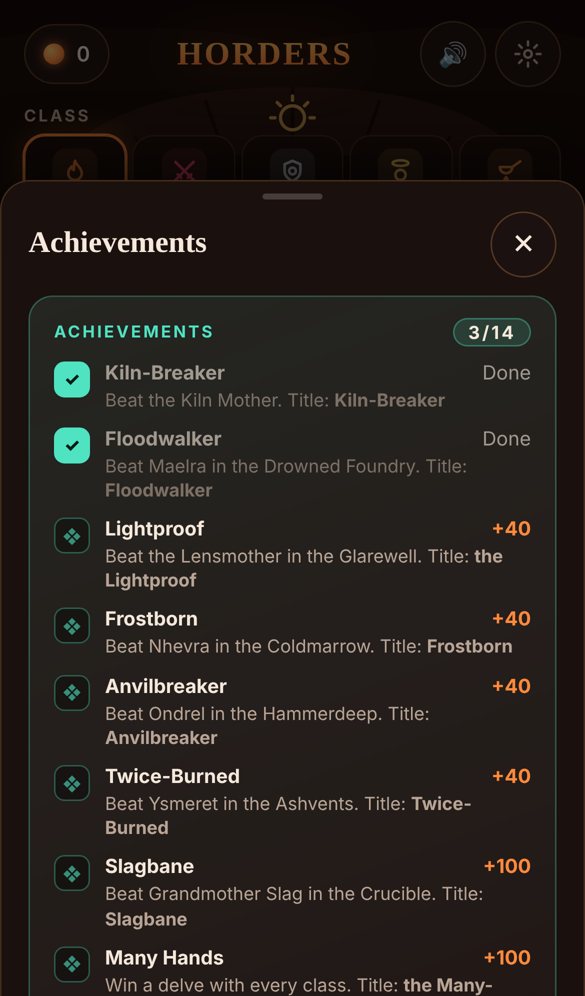 0
HORDERS
CLASS
Achievements
ACHIEVEMENTS
3/14
Kiln-Breaker
Done
Beat the Kiln Mother. Title: Kiln-Breaker
Floodwalker
Done
Beat Maelra in the Drowned Foundry. Title:
Floodwalker
Lightproof
+40
Beat the Lensmother in the Glarewell. Title: the
Lightproof
Frostborn
+40
Beat Nhevra in the Coldmarrow. Title: Frostborn
Anvilbreaker
+40
Beat Ondrel in the Hammerdeep. Title:
Anvilbreaker
Twice-Burned
+40
Beat Ysmeret in the Ashvents. Title: Twice-
Burned
Slagbane
+100
Beat Grandmother Slag in the Crucible. Title:
Slagbane
Many Hands
+100
Win a delve with every class. Title: the Many-